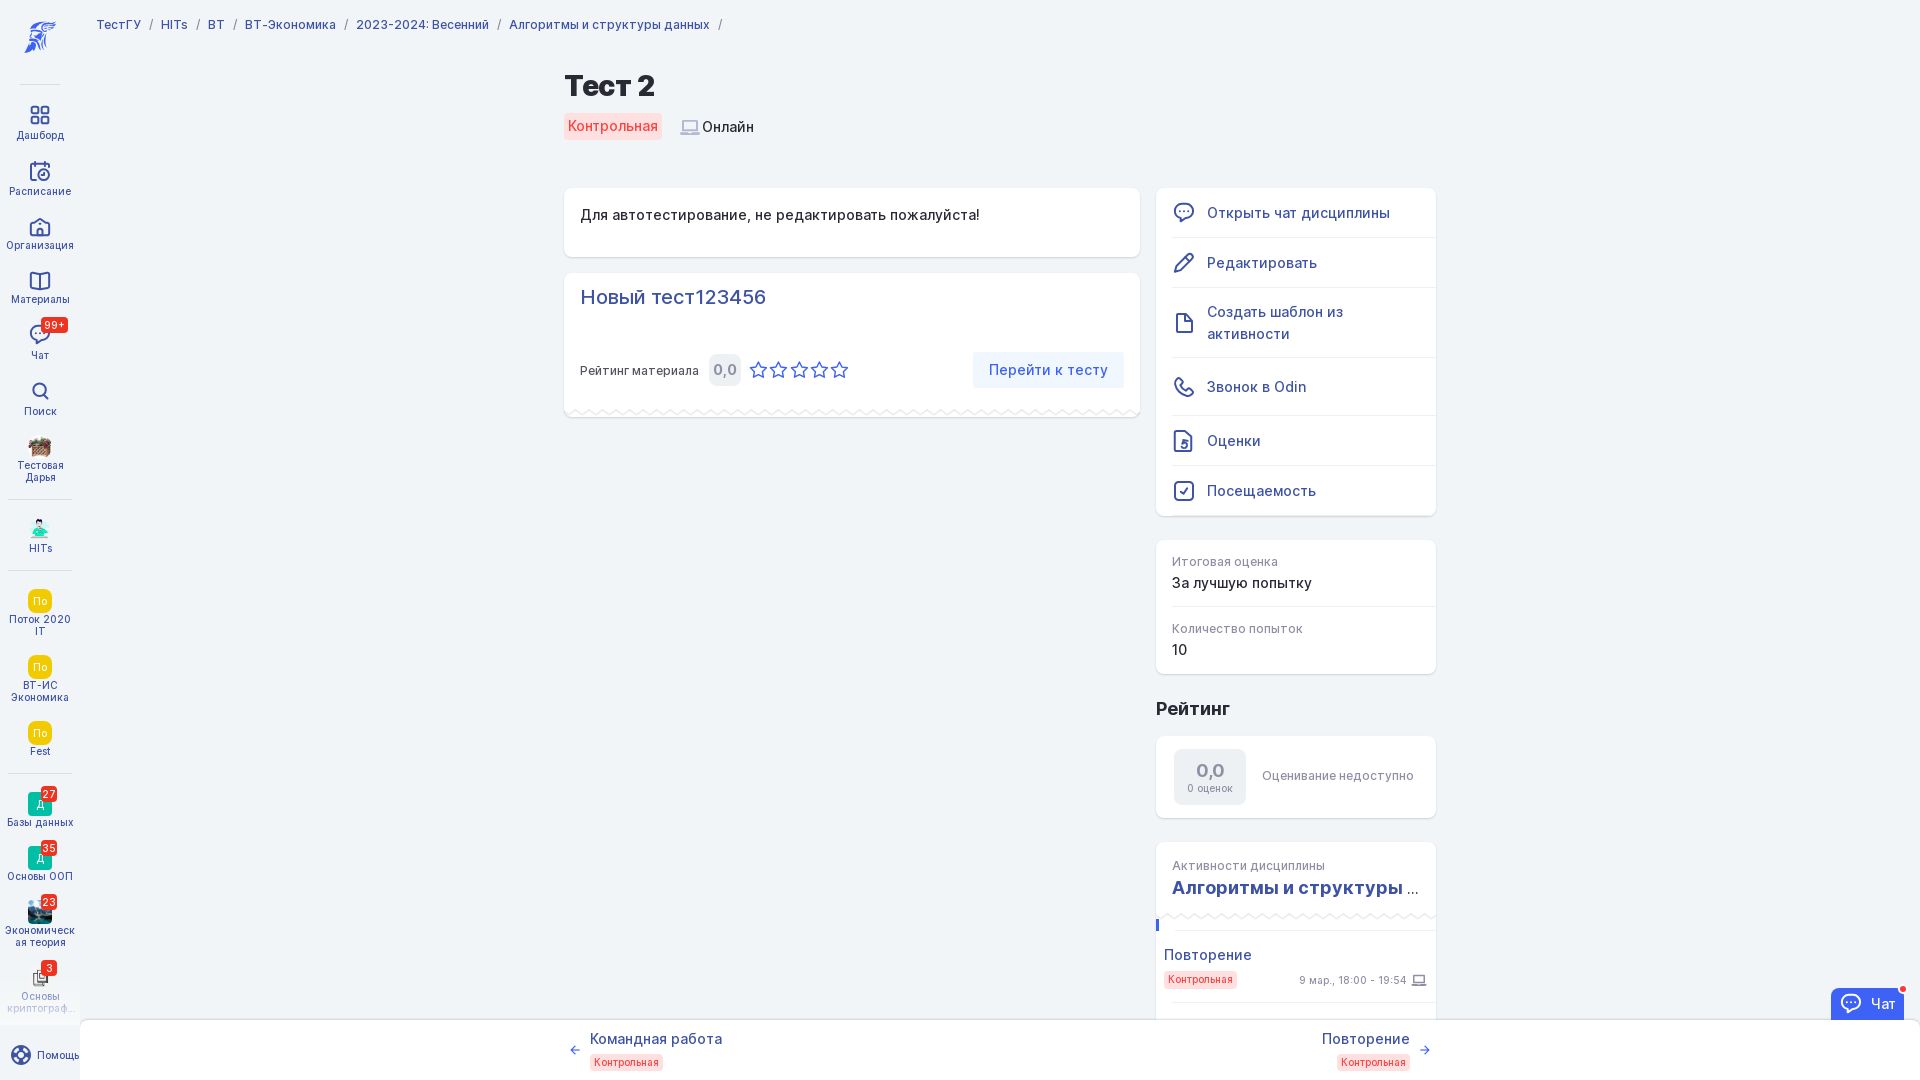 ТестГУ / HITs / ВТ / ВТ-Экономика / 2023-2024: Весенний / Алгоритмы и структуры данных /
Дашборд
Расписание
Организация
Материалы
99+
Чат
Поиск
Тестовая
Дарья
HITs
По
Поток 2020
IT
По
ВТ-ИС
Экономика
По
Fest
27
Д
Базы данных
35
Д
Основы ООП
23
Экономическ
ая теория
3
Основы
криптограф...
Помощь
Тест 2
Контрольная
Онлайн
Для автотестирование, не редактировать пожалуйста!
Новый тест123456
Рейтинг материала 0,0
Перейти к тесту
Открыть чат дисциплины
Редактировать
Создать шаблон из
активности
Звонок в Odin
5
Оценки
Посещаемость
Итоговая оценка
За лучшую попытку
Количество попыток
10
Рейтинг
0,0
0 оценок
Оценивание недоступно
Активности дисциплины
Алгоритмы и структуры ...
Повторение
Контрольная 9 мар., 18:00 - 19:54
Чат
Командная работа
Контрольная
Повторение
Контрольная